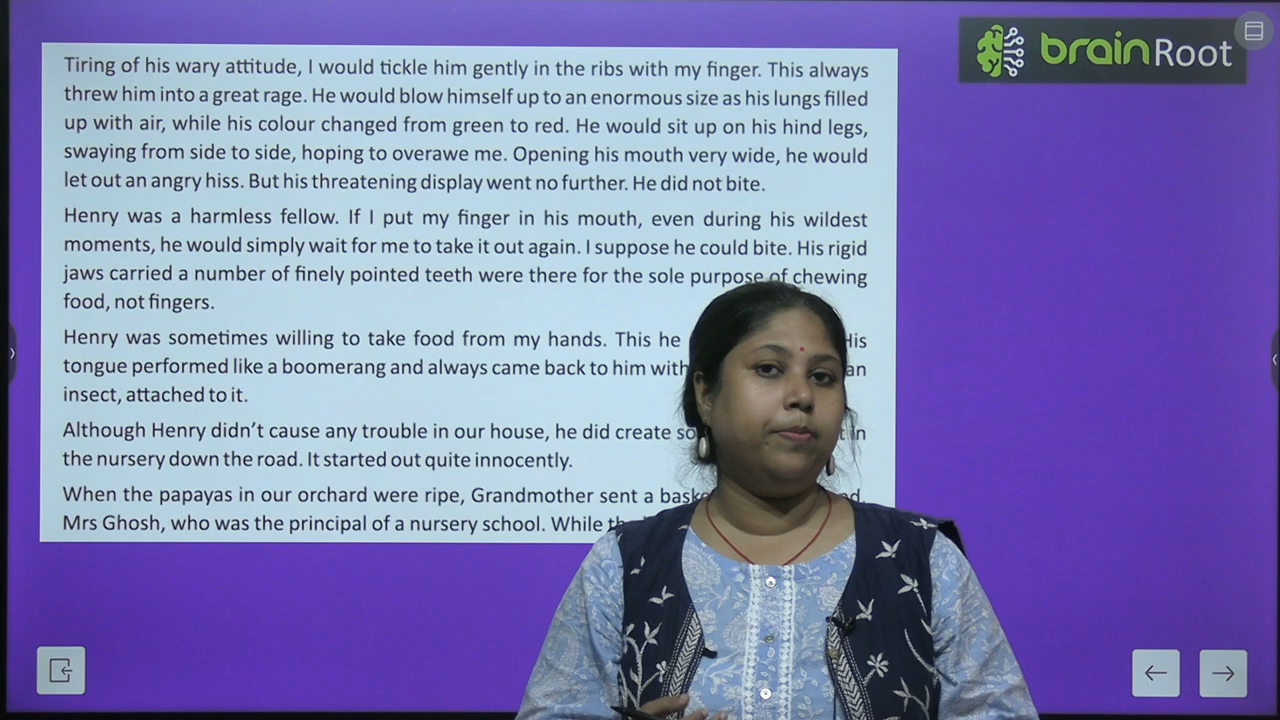 brainRoot
Tiring of his wary attitude, I would tickle him gently in the ribs with my finger. This always
threw him into a great rage. He would blow himself up to an enormous size as his lungs filled
up with air, while his colour changed from green to red. He would sit up on his hind legs,
swaying from side to side, hoping to overawe me. Opening his mouth very wide, he would
let out an angry hiss. But his threatening display went no further. He did not bite.
Henry was a harmless fellow. If I put my finger in his mouth, even during his wildest
moments, he would simply wait for me to take it out again. I suppose he could bite. His rigid
jaws carried a number of finely pointed teeth were there for the sole purpose of chewing
food, not fingers.
Henry was sometimes willing to take food from my hands. This he His
tongue performed like a boomerang and always came back to him with an
insect, attached to it.
Although Henry didn't cause any trouble in our house, he did create in
the nursery down the road. It started out quite innocently.
When the papayas in our orchard were ripe, Grandmother sent a
Mrs Ghosh, who was the principal of a nursery school. While